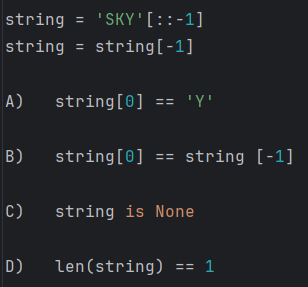 string = 'SKY'[::-1]
string = string[-1]
A) string[0] == 'Y'
B) string[0] == string [-1]
C) string is None
D) len(string) == 1